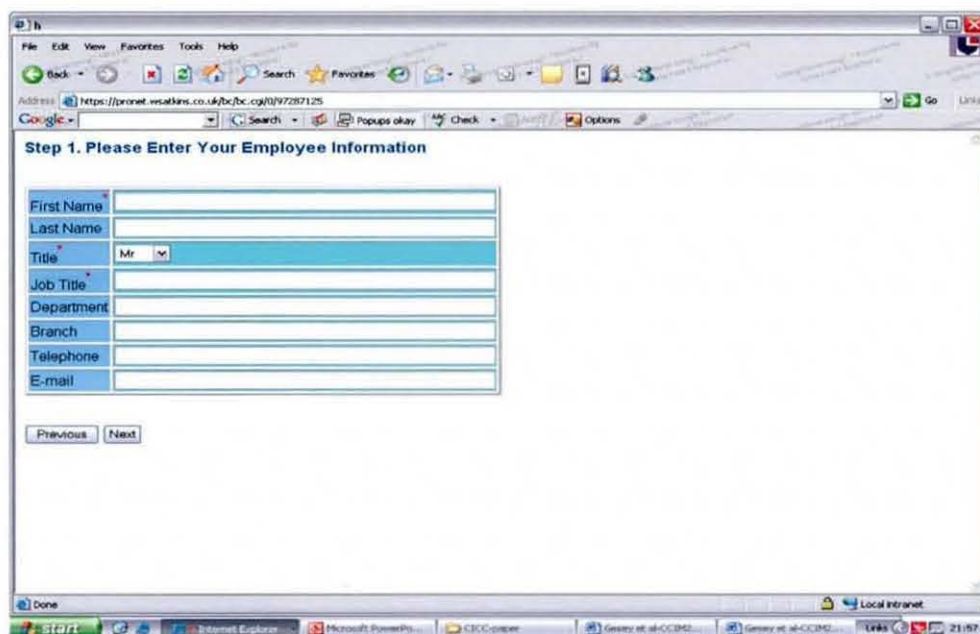 h
File Edit View Favorites Tools Help
Back Search Favorites
Address https://pronet.wsatkins.co.uk/bc/bc.cgi/0/97287125 Go Links
Google Search Popups okay Check Options
Step 1. Please Enter Your Employee Information
First Name*
Last Name
Title* Mr
Job Title*
Department
Branch
Telephone
E-mail
Previous Next
Done Local intranet
start Internet Explorer Microsoft PowerPo... CICC-paper Links 21:52